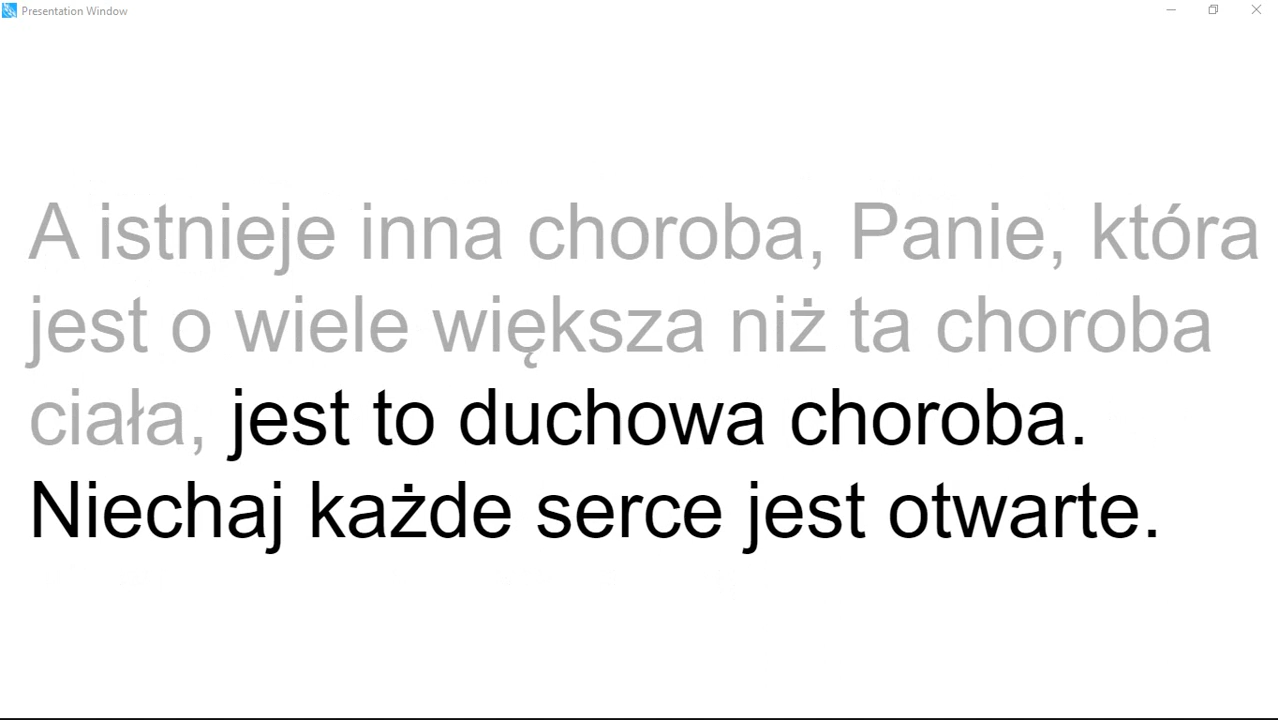 Presentation Window
A istnieje inna choroba, Panie, która
jest o wiele większa niż ta choroba
ciała, jest to duchowa choroba.
Niechaj każde serce jest otwarte.